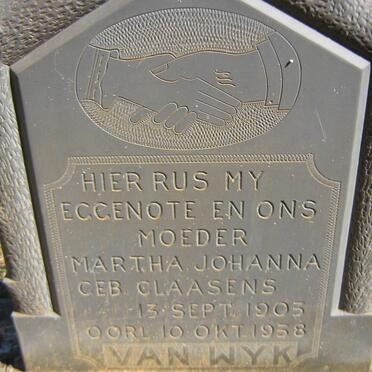 HIER RUS MY
EGGENOTE EN ONS
MOEDER
MARTHA JOHANNA
GEB. CLAASENS
13. SEPT. 1903
OORL. 10. OKT. 1958
VAN WYK